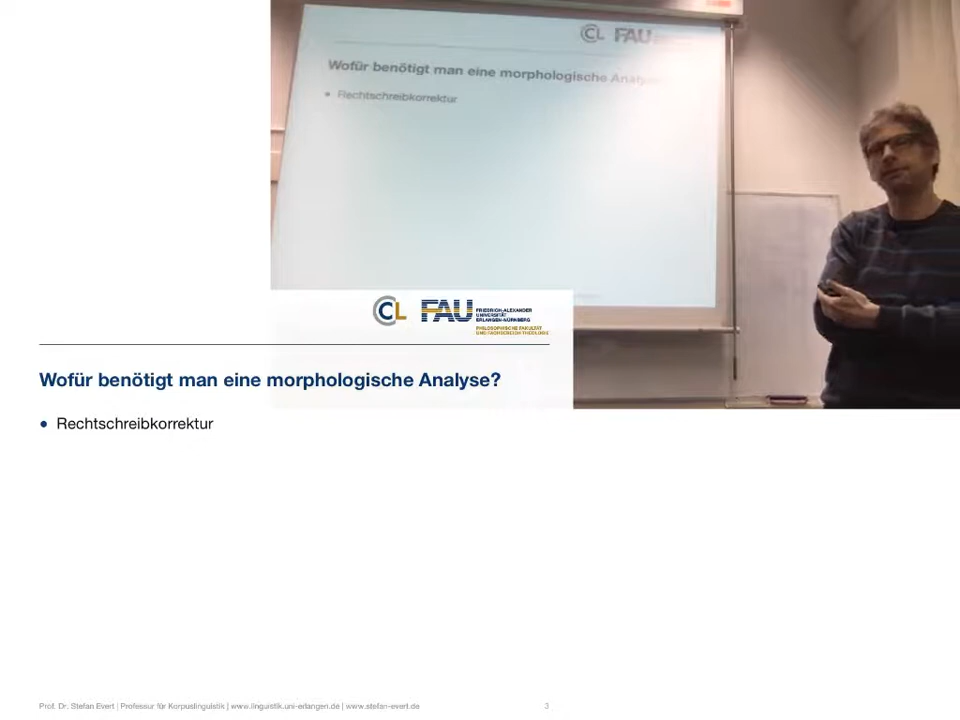 CL FAU
Wofür benötigt man eine morphologische Analyse
• Rechtschreibkorrektur
CL FAU FRIEDRICH-ALEXANDER
UNIVERSITÄT
ERLANGEN-NÜRNBERG
PHILOSOPHISCHE FAKULTÄT
UND FACHBEREICH THEOLOGIE
Wofür benötigt man eine morphologische Analyse?
• Rechtschreibkorrektur
Prof. Dr. Stefan Evert | Professur für Korpuslinguistik | www.linguistik.uni-erlangen.de | www.stefan-evert.de 3